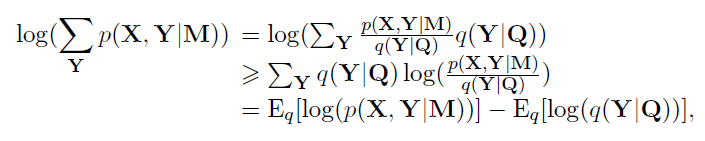 log(∑_Y p(X, Y|M)) = log(∑_Y p(X,Y|M)/q(Y|Q) q(Y|Q))
⩾ ∑_Y q(Y|Q) log(p(X,Y|M)/q(Y|Q))
= E_q[log(p(X, Y|M))] − E_q[log(q(Y|Q))],